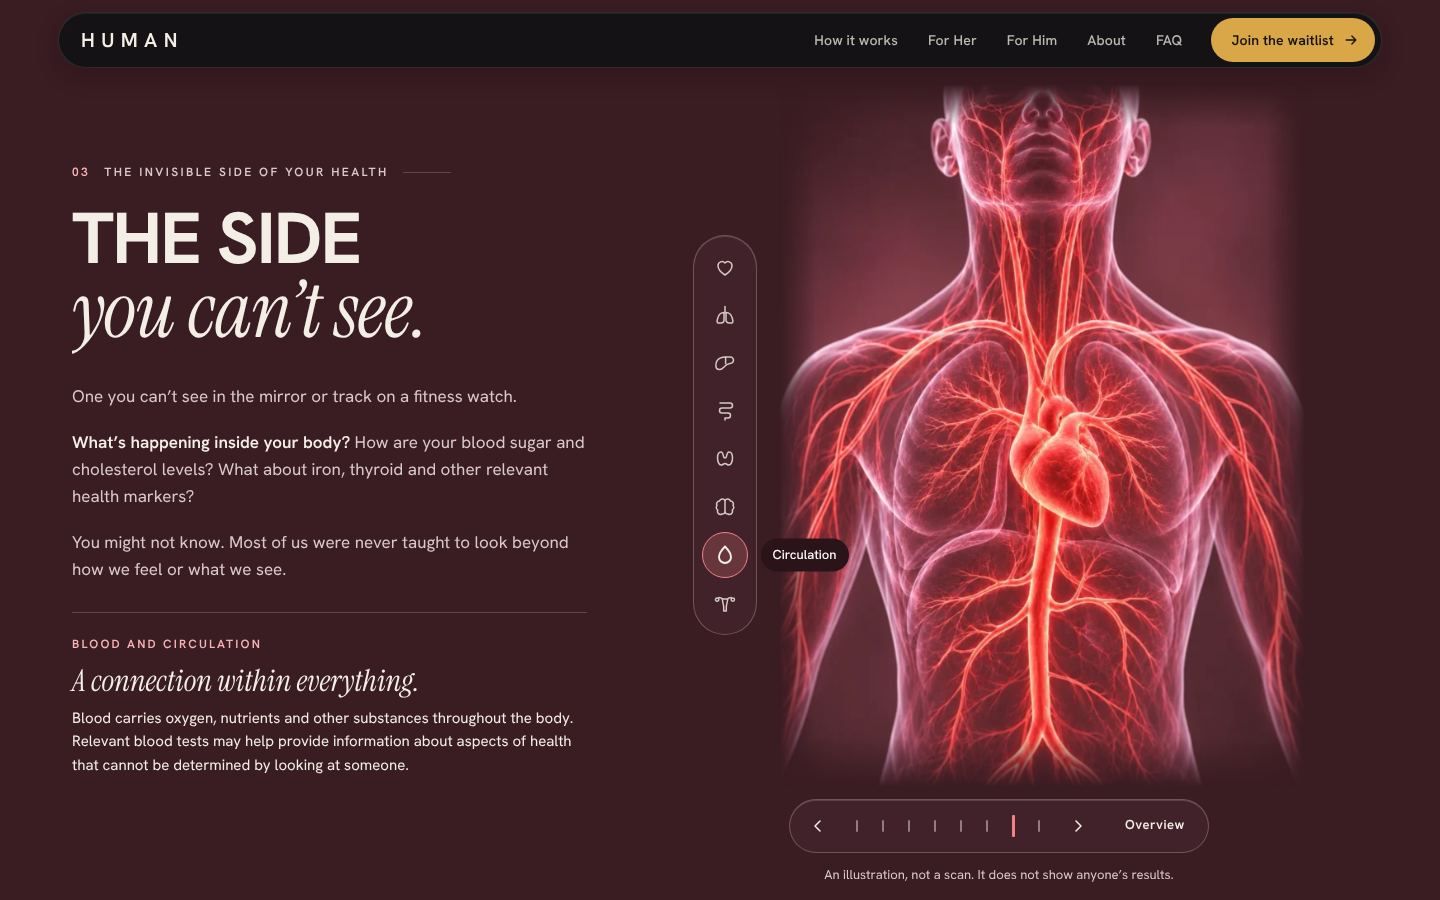 HUMAN
How it works
For Her
For Him
About
FAQ
Join the waitlist
03 THE INVISIBLE SIDE OF YOUR HEALTH
THE SIDE
you can’t see.
One you can’t see in the mirror or track on a fitness watch.
What’s happening inside your body? How are your blood sugar and
cholesterol levels? What about iron, thyroid and other relevant
health markers?
You might not know. Most of us were never taught to look beyond
how we feel or what we see.
BLOOD AND CIRCULATION
A connection within everything.
Blood carries oxygen, nutrients and other substances throughout the body.
Relevant blood tests may help provide information about aspects of health
that cannot be determined by looking at someone.
Circulation
Overview
An illustration, not a scan. It does not show anyone’s results.